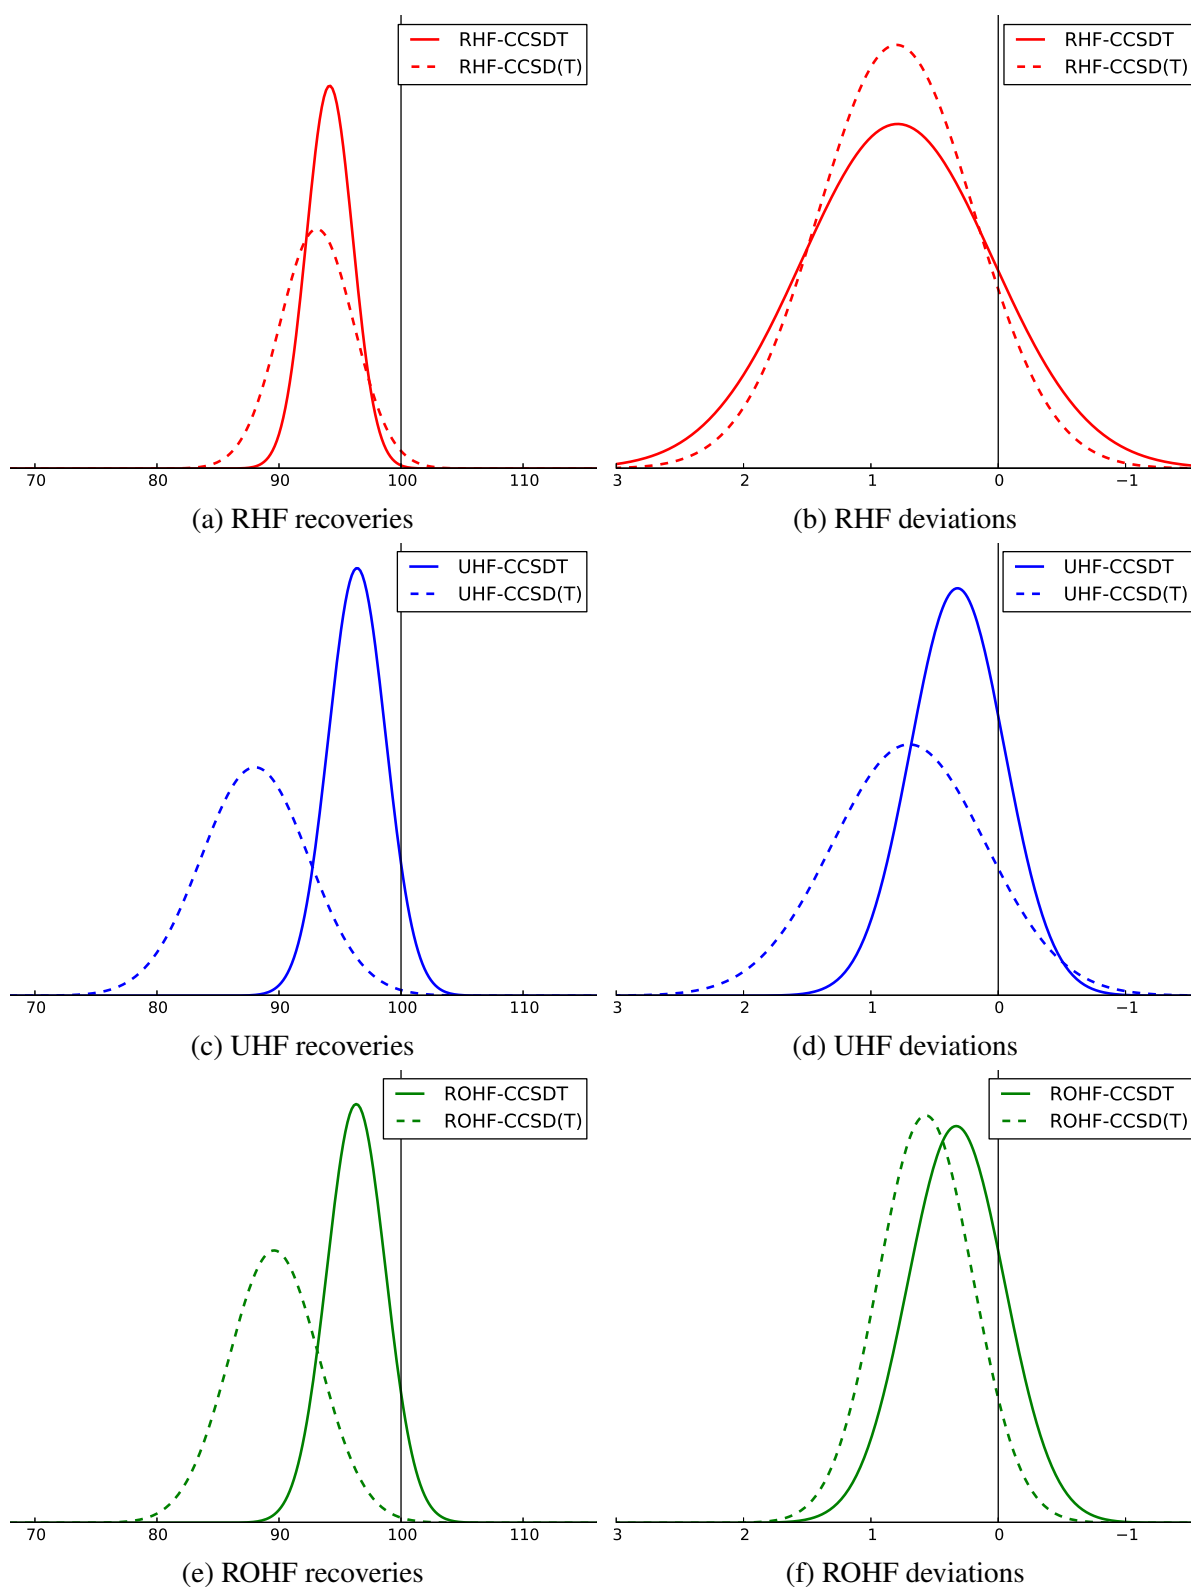 RHF-CCSDT
RHF-CCSD(T)
70 80 90 100 110
(a) RHF recoveries
RHF-CCSDT
RHF-CCSD(T)
3 2 1 0 −1
(b) RHF deviations
UHF-CCSDT
UHF-CCSD(T)
70 80 90 100 110
(c) UHF recoveries
UHF-CCSDT
UHF-CCSD(T)
3 2 1 0 −1
(d) UHF deviations
ROHF-CCSDT
ROHF-CCSD(T)
70 80 90 100 110
(e) ROHF recoveries
ROHF-CCSDT
ROHF-CCSD(T)
3 2 1 0 −1
(f) ROHF deviations